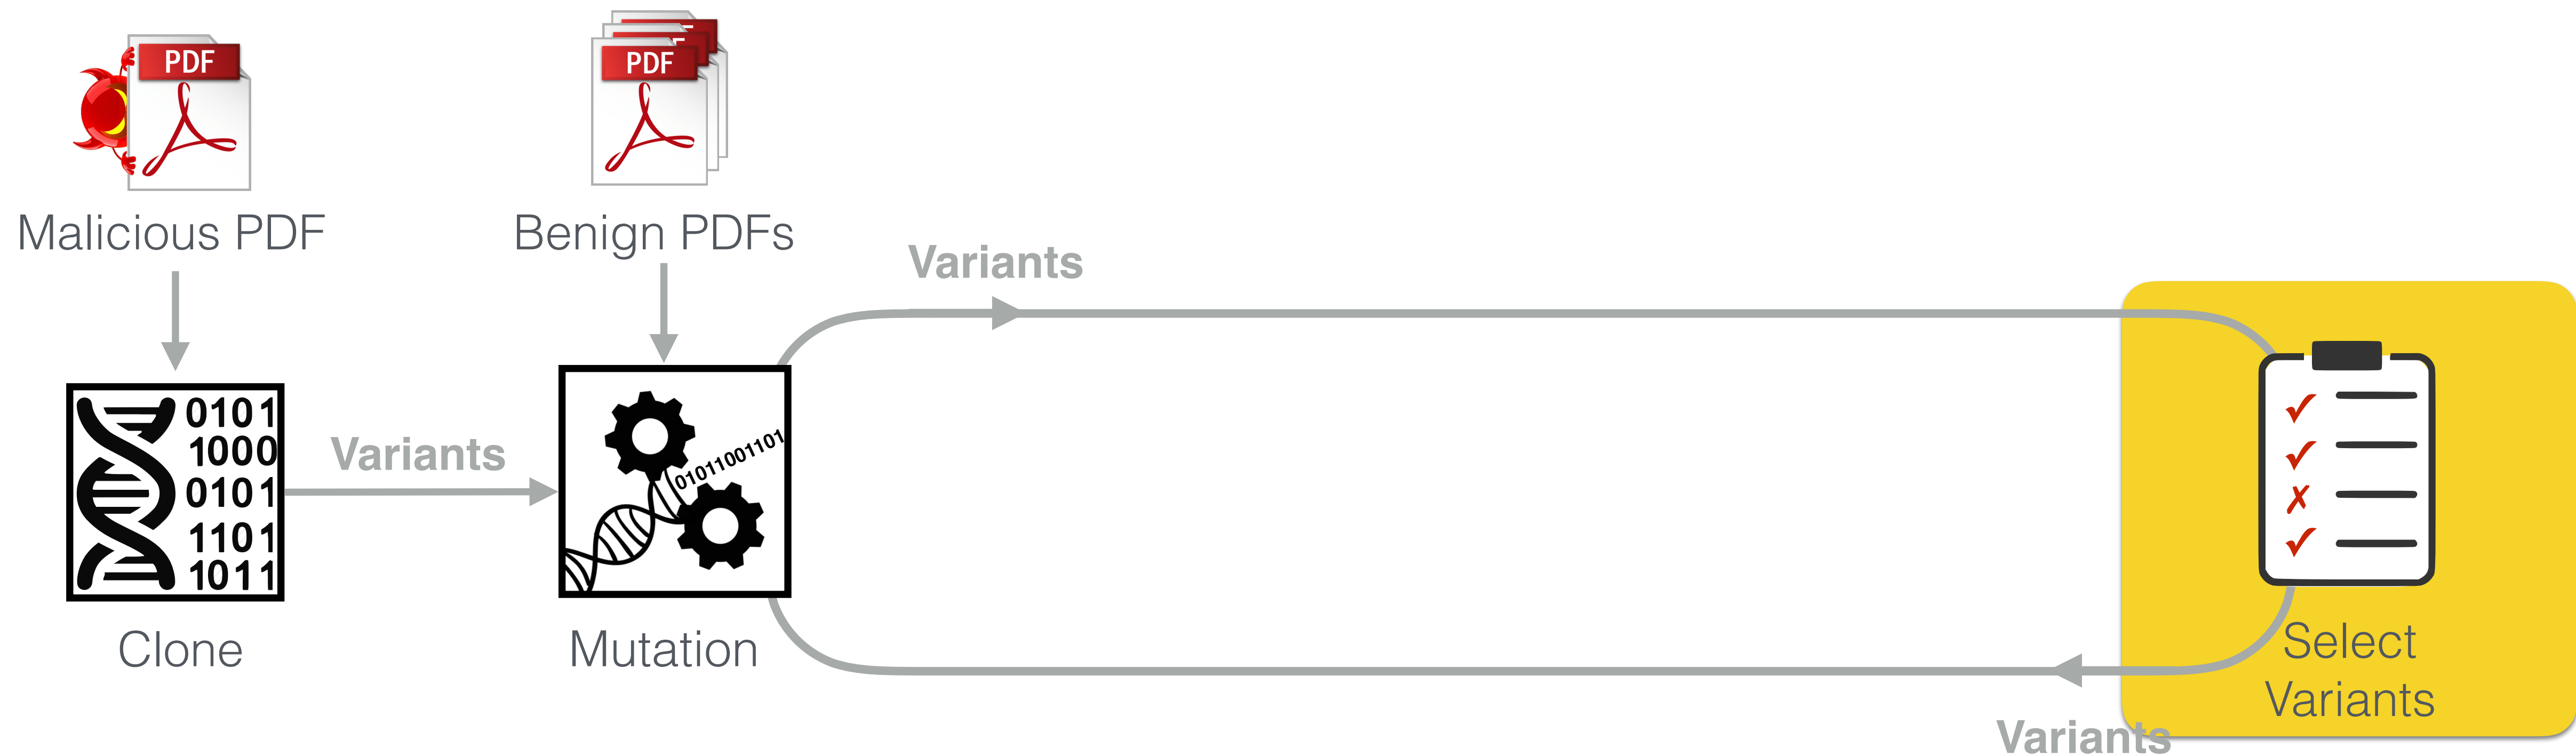 PDF
F
F
PDF
Malicious PDF
Benign PDFs
Variants
0101
1000
0101
1101
1011
Variants
01011001101
Clone
Mutation
Select
Variants
Variants